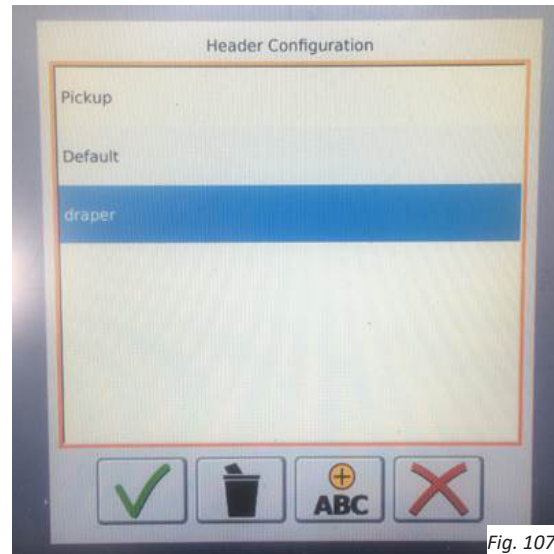 Header Configuration
Pickup
Default
draper
ABC
Fig. 107